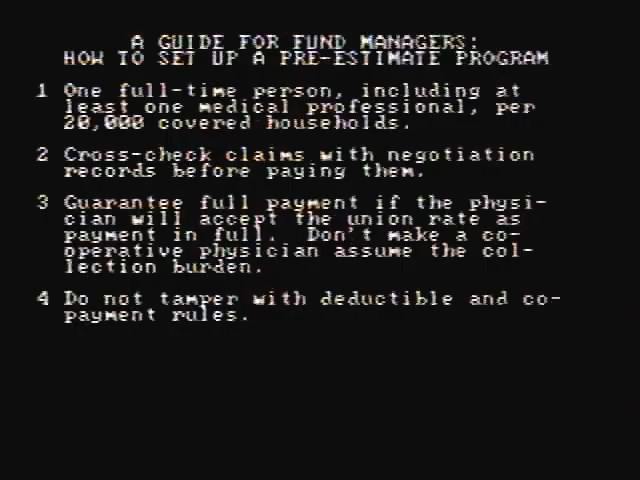 A GUIDE FOR FUND MANAGERS:
HOW TO SET UP A PRE-ESTIMATE PROGRAM
1 One full-time person, including at
least one medical professional, per
20,000 covered households.
2 Cross-check claims with negotiation
records before paying them.
3 Guarantee full payment if the physi-
cian will accept the union rate as
payment in full. Don't make a co-
operative physician assume the col-
lection burden.
4 Do not tamper with deductible and co-
payment rules.